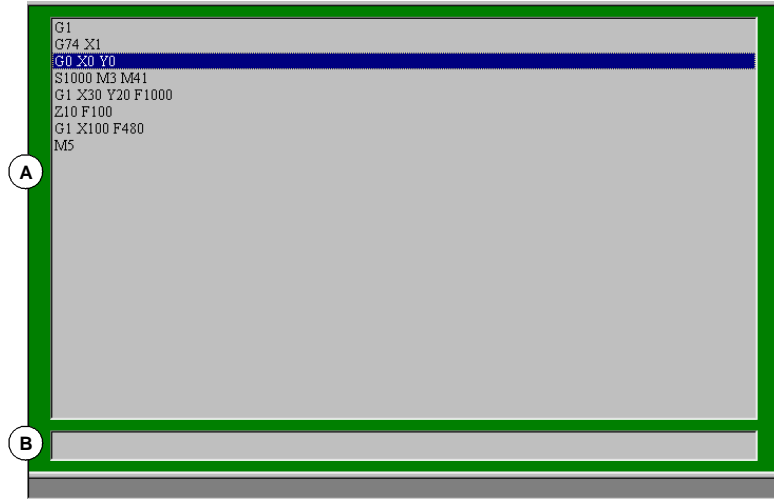 G1
G74 X1
G0 X0 Y0
S1000 M3 M41
G1 X30 Y20 F1000
Z10 F100
G1 X100 F480
M5
A
B